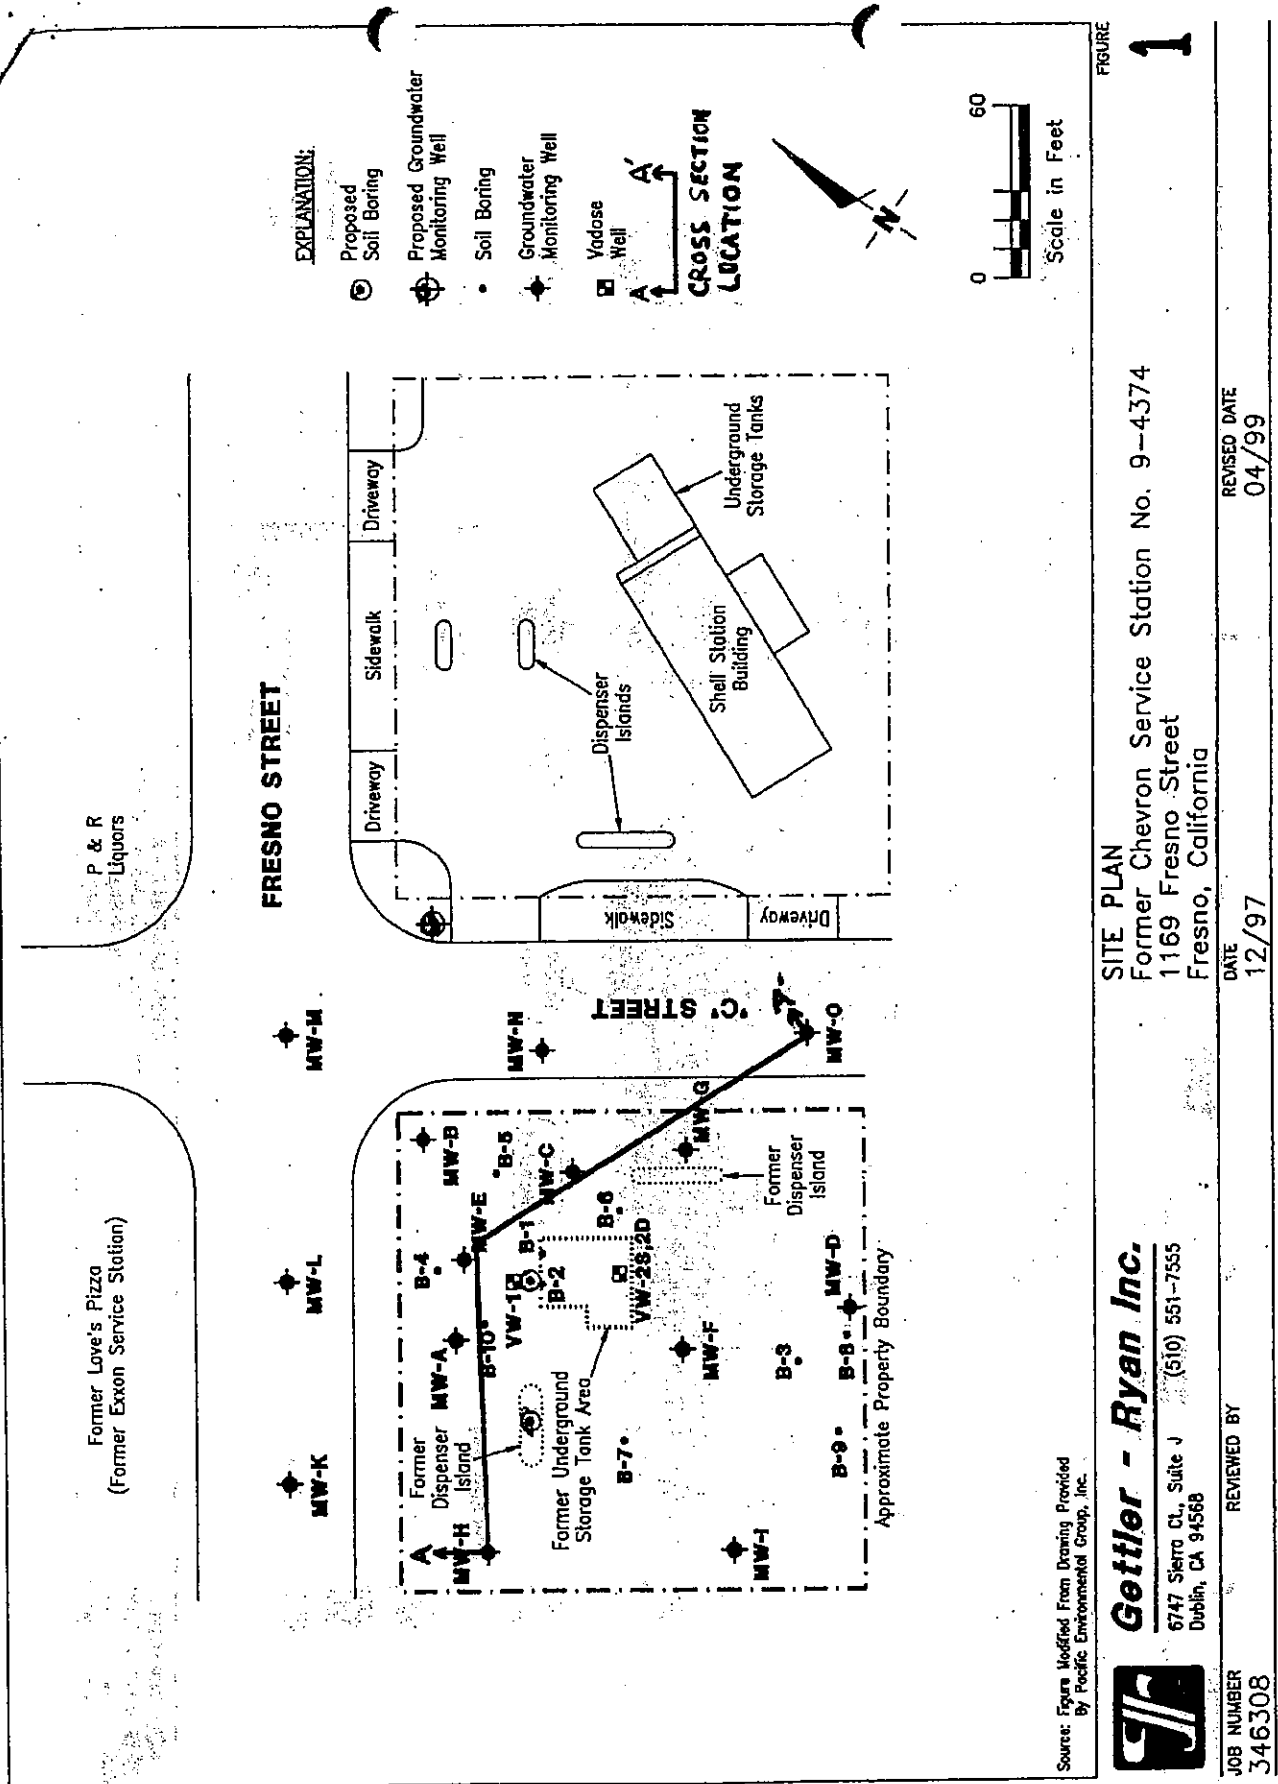 EXPLANATION:
Proposed
Soil Boring
Proposed Groundwater
Monitoring Well
Soil Boring
Groundwater
Monitoring Well
Vadose
Well
A A'
CROSS SECTION
LOCATION
N
0 60
Scale in Feet
P & R
Liquors
Former Love's Pizza
(Former Exxon Service Station)
FRESNO STREET
MW-K
MW-L
MW-M
Driveway
Sidewalk
Driveway
Dispenser
Islands
Shell Station
Building
Underground
Storage Tanks
Sidewalk
Driveway
'C' STREET
MW-N
MW-O
A
MW-H
Former
Dispenser
Island
MW-A
B-10
B-4
MW-E
MW-B
B-5
MW-C
MW-G
VW-1
B-1
B-2
B-6
VW-2S,2D
Former Underground
Storage Tank Area
B-7
MW-F
Former
Dispenser
Island
MW-I
B-3
B-9
B-8
MW-D
Approximate Property Boundary
Source: Figure Modified From Drawing Provided
By Pacific Environmental Group, Inc.
Gettler - Ryan Inc.
6747 Sierra Ct., Suite J (510) 551-7555
Dublin, CA 94568
SITE PLAN
Former Chevron Service Station No. 9-4374
1169 Fresno Street
Fresno, California
FIGURE
1
JOB NUMBER
346308
REVIEWED BY
DATE
12/97
REVISED DATE
04/99